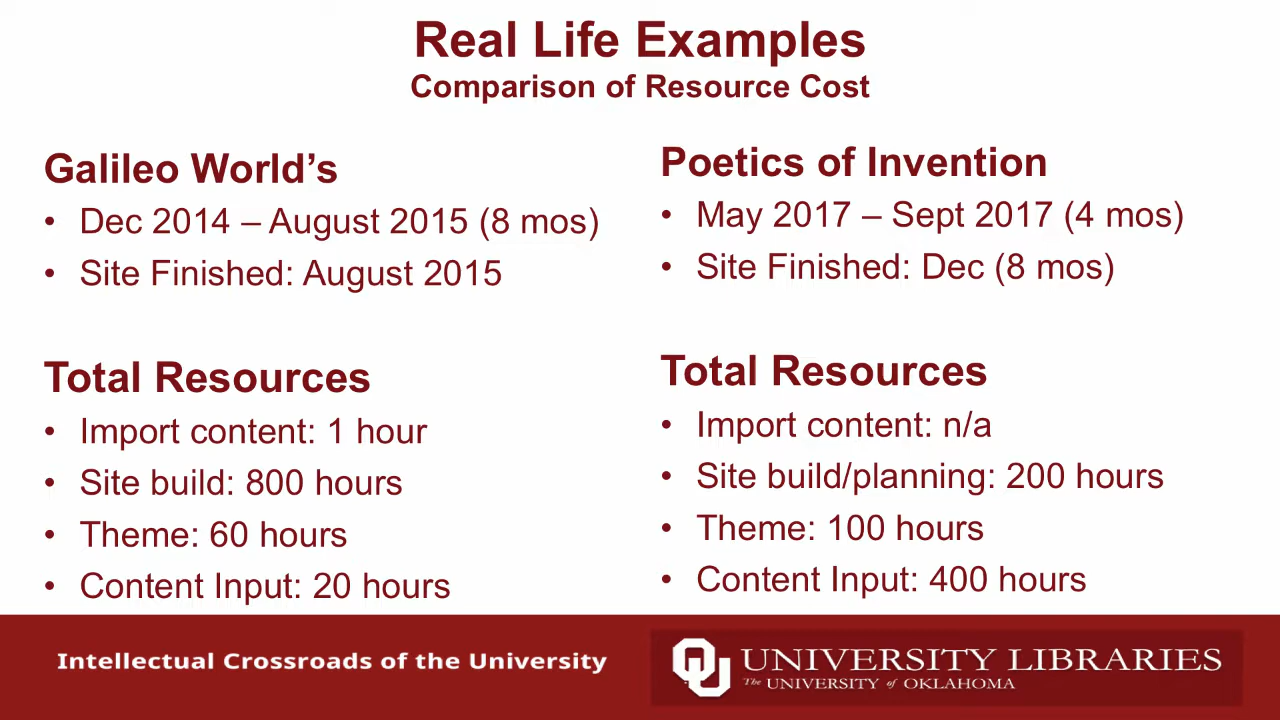 Real Life Examples
Comparison of Resource Cost
Galileo World’s
• Dec 2014 – August 2015 (8 mos)
• Site Finished: August 2015
Total Resources
• Import content: 1 hour
• Site build: 800 hours
• Theme: 60 hours
• Content Input: 20 hours
Poetics of Invention
• May 2017 – Sept 2017 (4 mos)
• Site Finished: Dec (8 mos)
Total Resources
• Import content: n/a
• Site build/planning: 200 hours
• Theme: 100 hours
• Content Input: 400 hours
Intellectual Crossroads of the University
OU UNIVERSITY LIBRARIES
The UNIVERSITY of OKLAHOMA